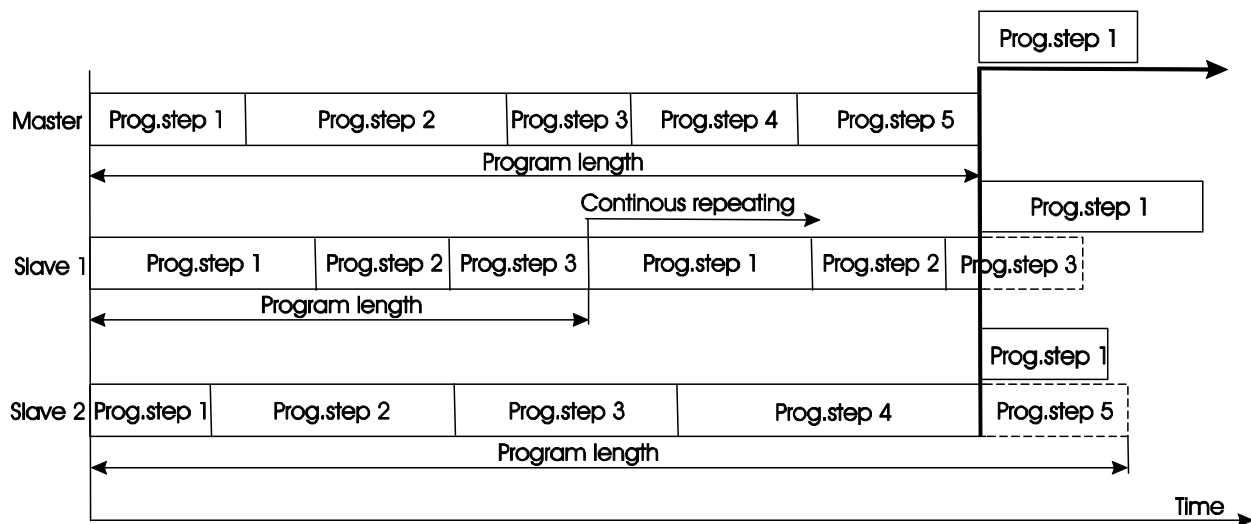 Prog.step 1
Master Prog.step 1 Prog.step 2 Prog.step 3 Prog.step 4 Prog.step 5
Program length
Continous repeating
Prog.step 1
Slave 1 Prog.step 1 Prog.step 2 Prog.step 3 Prog.step 1 Prog.step 2 Prog.step 3
Program length
Prog.step 1
Slave 2 Prog.step 1 Prog.step 2 Prog.step 3 Prog.step 4 Prog.step 5
Program length
Time